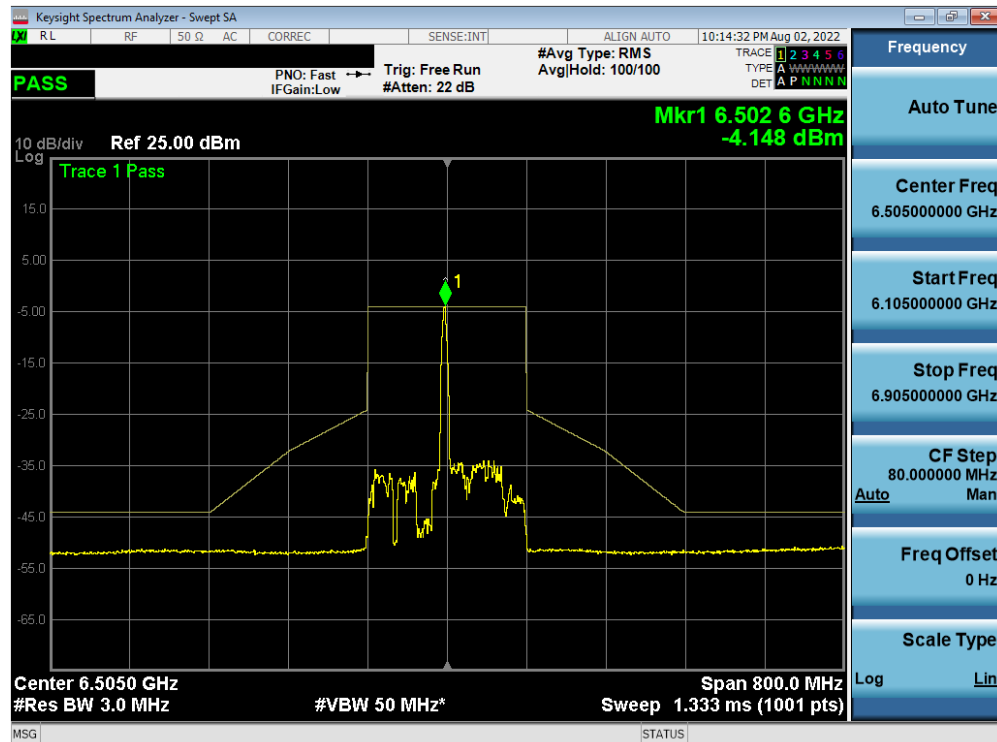 Keysight Spectrum Analyzer - Swept SA
LXI RL RF 50 Ω AC CORREC SENSE:INT ALIGN AUTO 10:14:32 PM Aug 02, 2022
PASS
PNO: Fast
IFGain:Low
Trig: Free Run
#Atten: 22 dB
#Avg Type: RMS
Avg|Hold: 100/100
TRACE 1 2 3 4 5 6
TYPE A WWWWW
DET A P N N N N
Mkr1 6.502 6 GHz
-4.148 dBm
10 dB/div Ref 25.00 dBm
Log
Trace 1 Pass
15.0
5.00
1
-5.00
-15.0
-25.0
-35.0
-45.0
-55.0
-65.0
Center 6.5050 GHz Span 800.0 MHz
#Res BW 3.0 MHz #VBW 50 MHz* Sweep 1.333 ms (1001 pts)
MSG STATUS
Frequency
Auto Tune
Center Freq
6.505000000 GHz
Start Freq
6.105000000 GHz
Stop Freq
6.905000000 GHz
CF Step
80.000000 MHz
Auto Man
Freq Offset
0 Hz
Scale Type
Log Lin